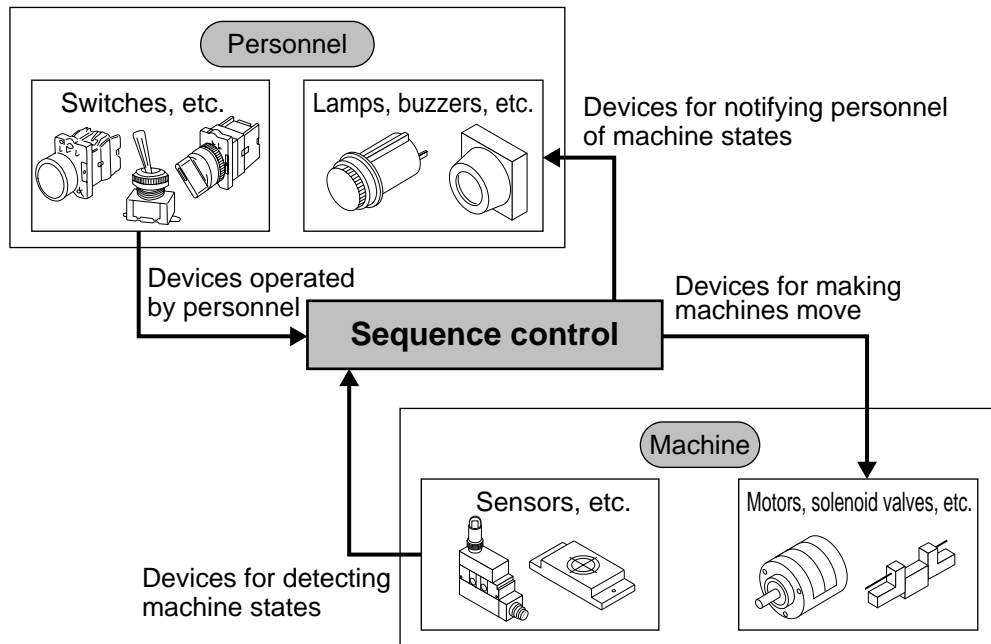 Personnel
Switches, etc.
Lamps, buzzers, etc.
Devices for notifying personnel
of machine states
Devices operated
by personnel
Devices for making
machines move
Sequence control
Machine
Sensors, etc.
Motors, solenoid valves, etc.
Devices for detecting
machine states